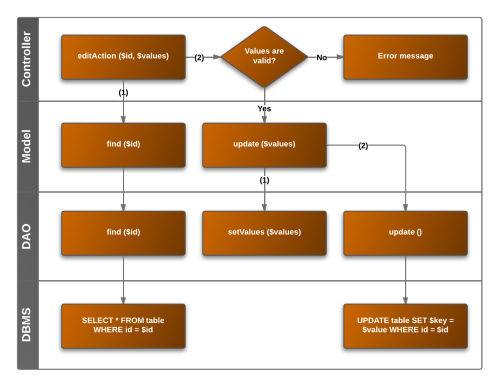 Controller
editAction ($id, $values)
(2)
Values are
valid?
No
Error message
(1)
Yes
Model
find ($id)
update ($values)
(2)
(1)
DAO
find ($id)
setValues ($values)
update ()
DBMS
SELECT * FROM table
WHERE id = $id
UPDATE table SET $key =
$value WHERE id = $id